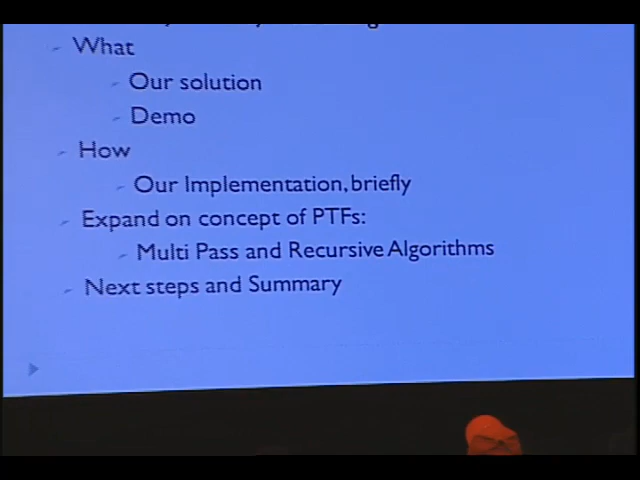 What
Our solution
Demo
How
Our Implementation, briefly
Expand on concept of PTFs:
Multi Pass and Recursive Algorithms
Next steps and Summary